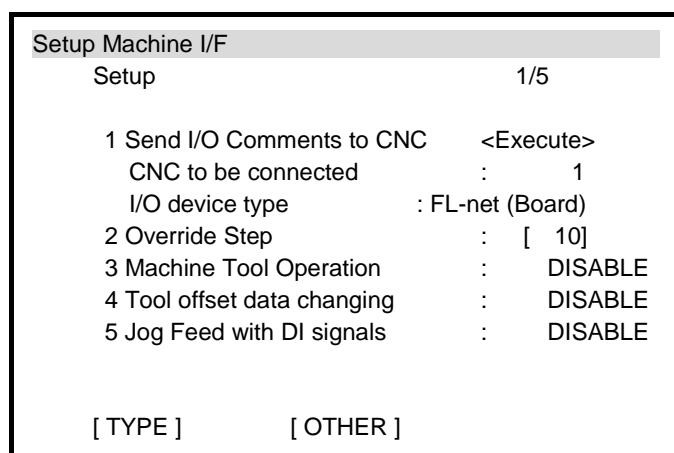 Setup Machine I/F
Setup 1/5
1 Send I/O Comments to CNC <Execute>
CNC to be connected : 1
I/O device type : FL-net (Board)
2 Override Step : [ 10]
3 Machine Tool Operation : DISABLE
4 Tool offset data changing : DISABLE
5 Jog Feed with DI signals : DISABLE
[ TYPE ] [ OTHER ]